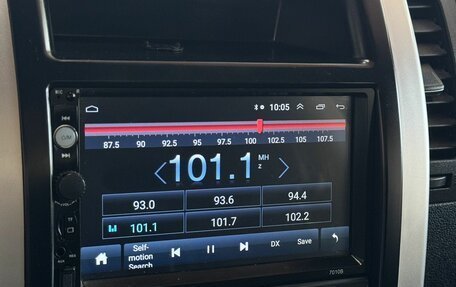 10:05
87.5 90 92.5 95 97.5 100 102.5 105 107.5
101.1 MHz
93.0 93.6 94.4
101.1 101.7 102.2
Self-motion Search DX Save
7010B